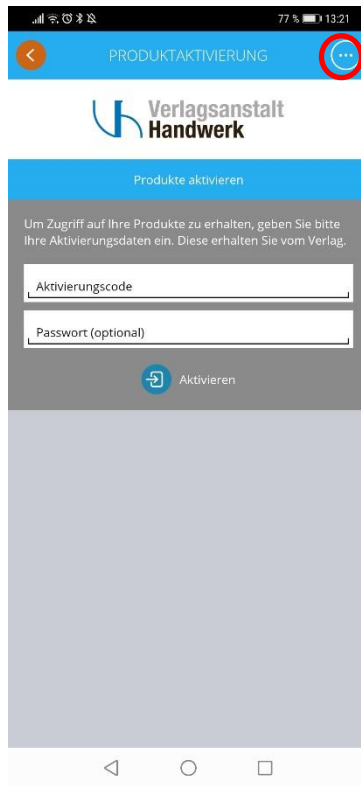 77 % 13:21
PRODUKTAKTIVIERUNG
Verlagsanstalt
Handwerk
Produkte aktivieren
Um Zugriff auf Ihre Produkte zu erhalten, geben Sie bitte
Ihre Aktivierungsdaten ein. Diese erhalten Sie vom Verlag.
Aktivierungscode
Passwort (optional)
Aktivieren